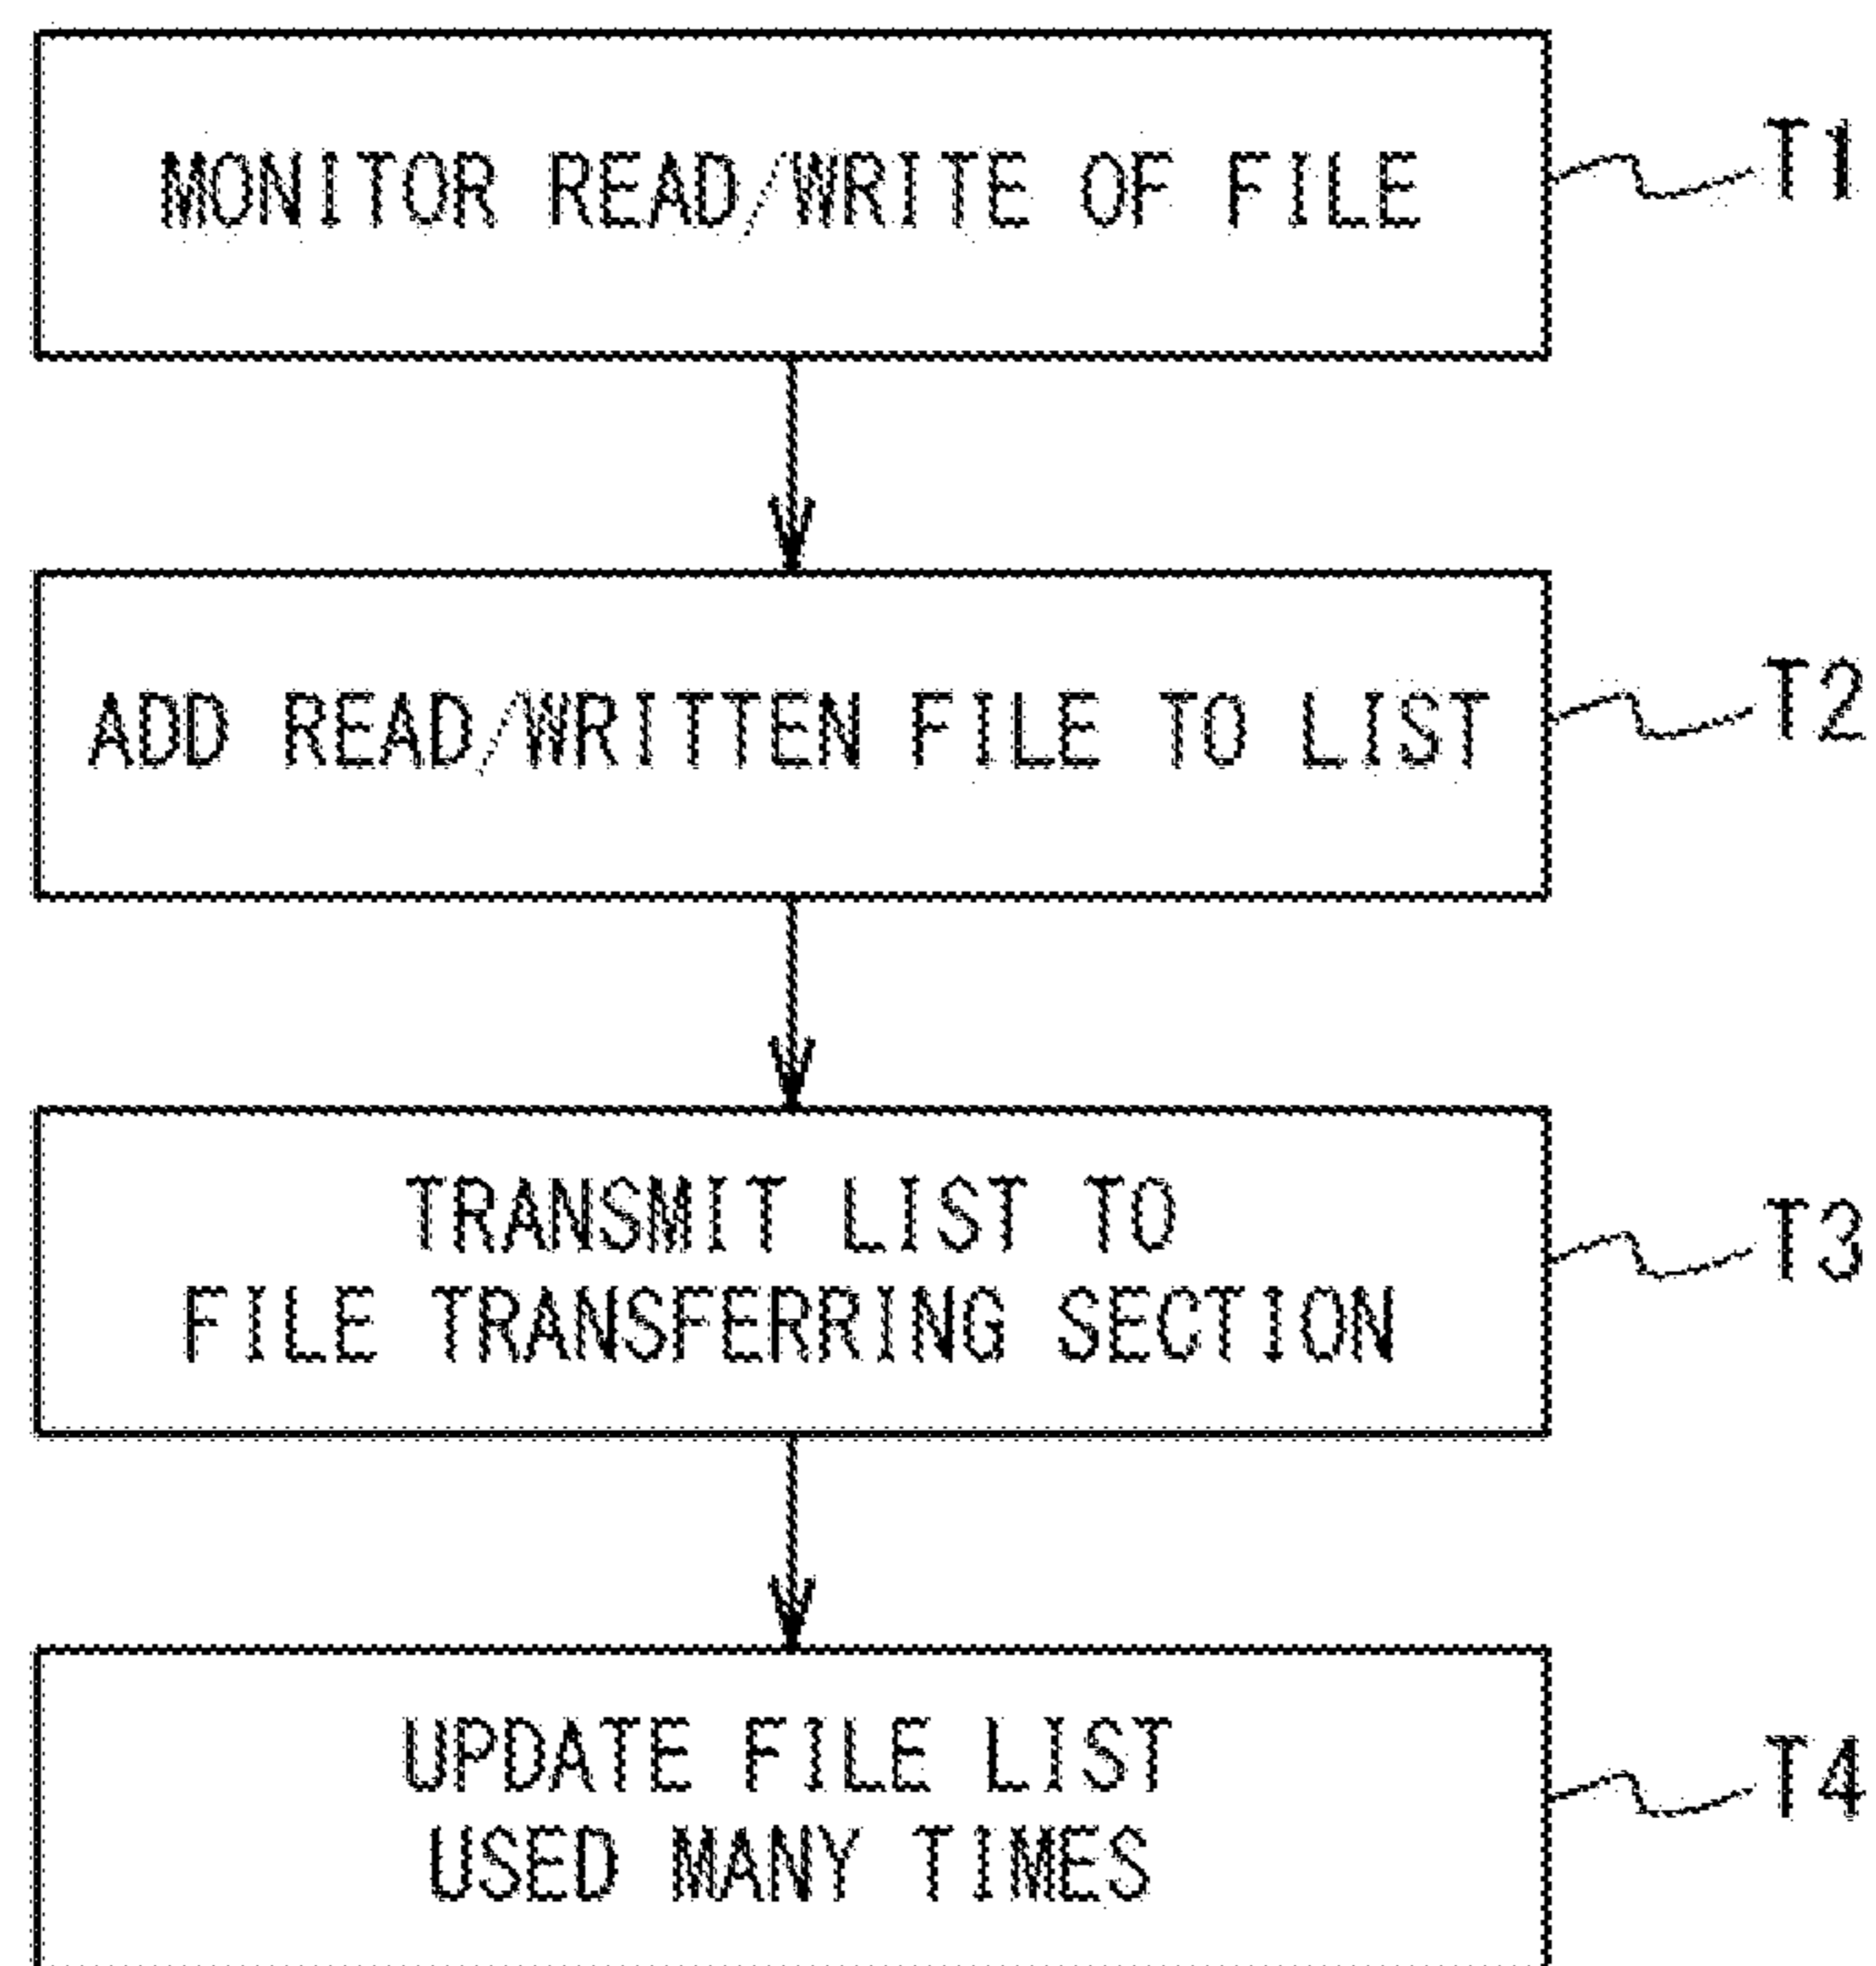 MONITOR READ/WRITE OF FILE
T1
ADD READ/WRITTEN FILE TO LIST
T2
TRANSMIT LIST TO
FILE TRANSFERRING SECTION
T3
UPDATE FILE LIST
USED MANY TIMES
T4